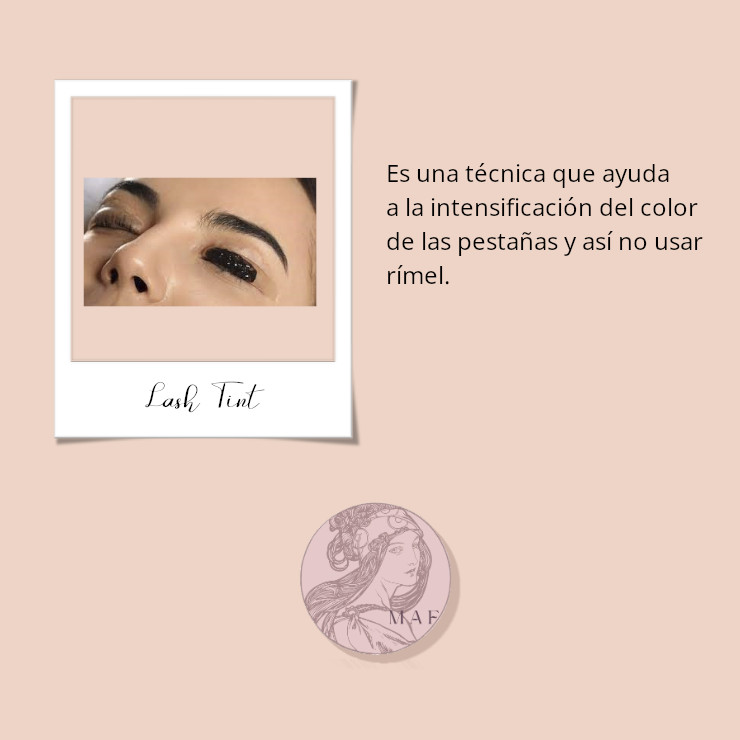 Es una técnica que ayuda
a la intensificación del color
de las pestañas y así no usar
rímel.
Lash Tint
MAE